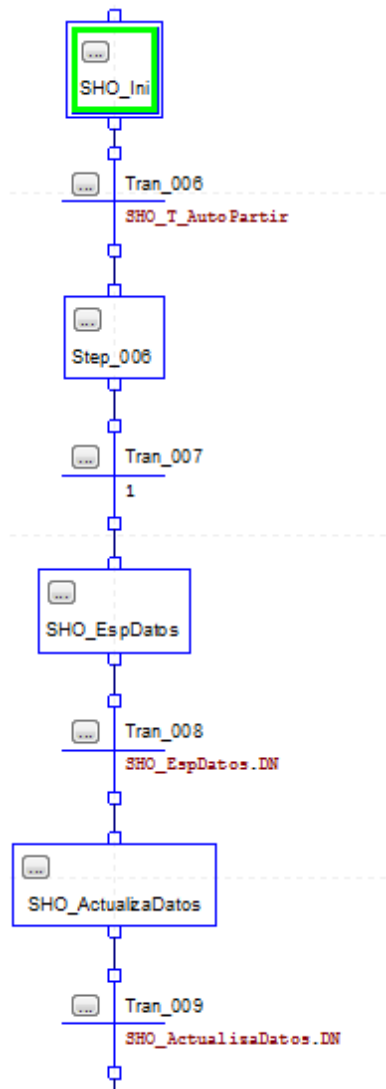 ...
SHO_Ini
... Tran_006
SHO_T_AutoPartir
...
Step_006
... Tran_007
1
...
SHO_EspDatos
... Tran_008
SHO_EspDatos.DN
...
SHO_ActualizaDatos
... Tran_009
SHO_ActualizaDatos.DN